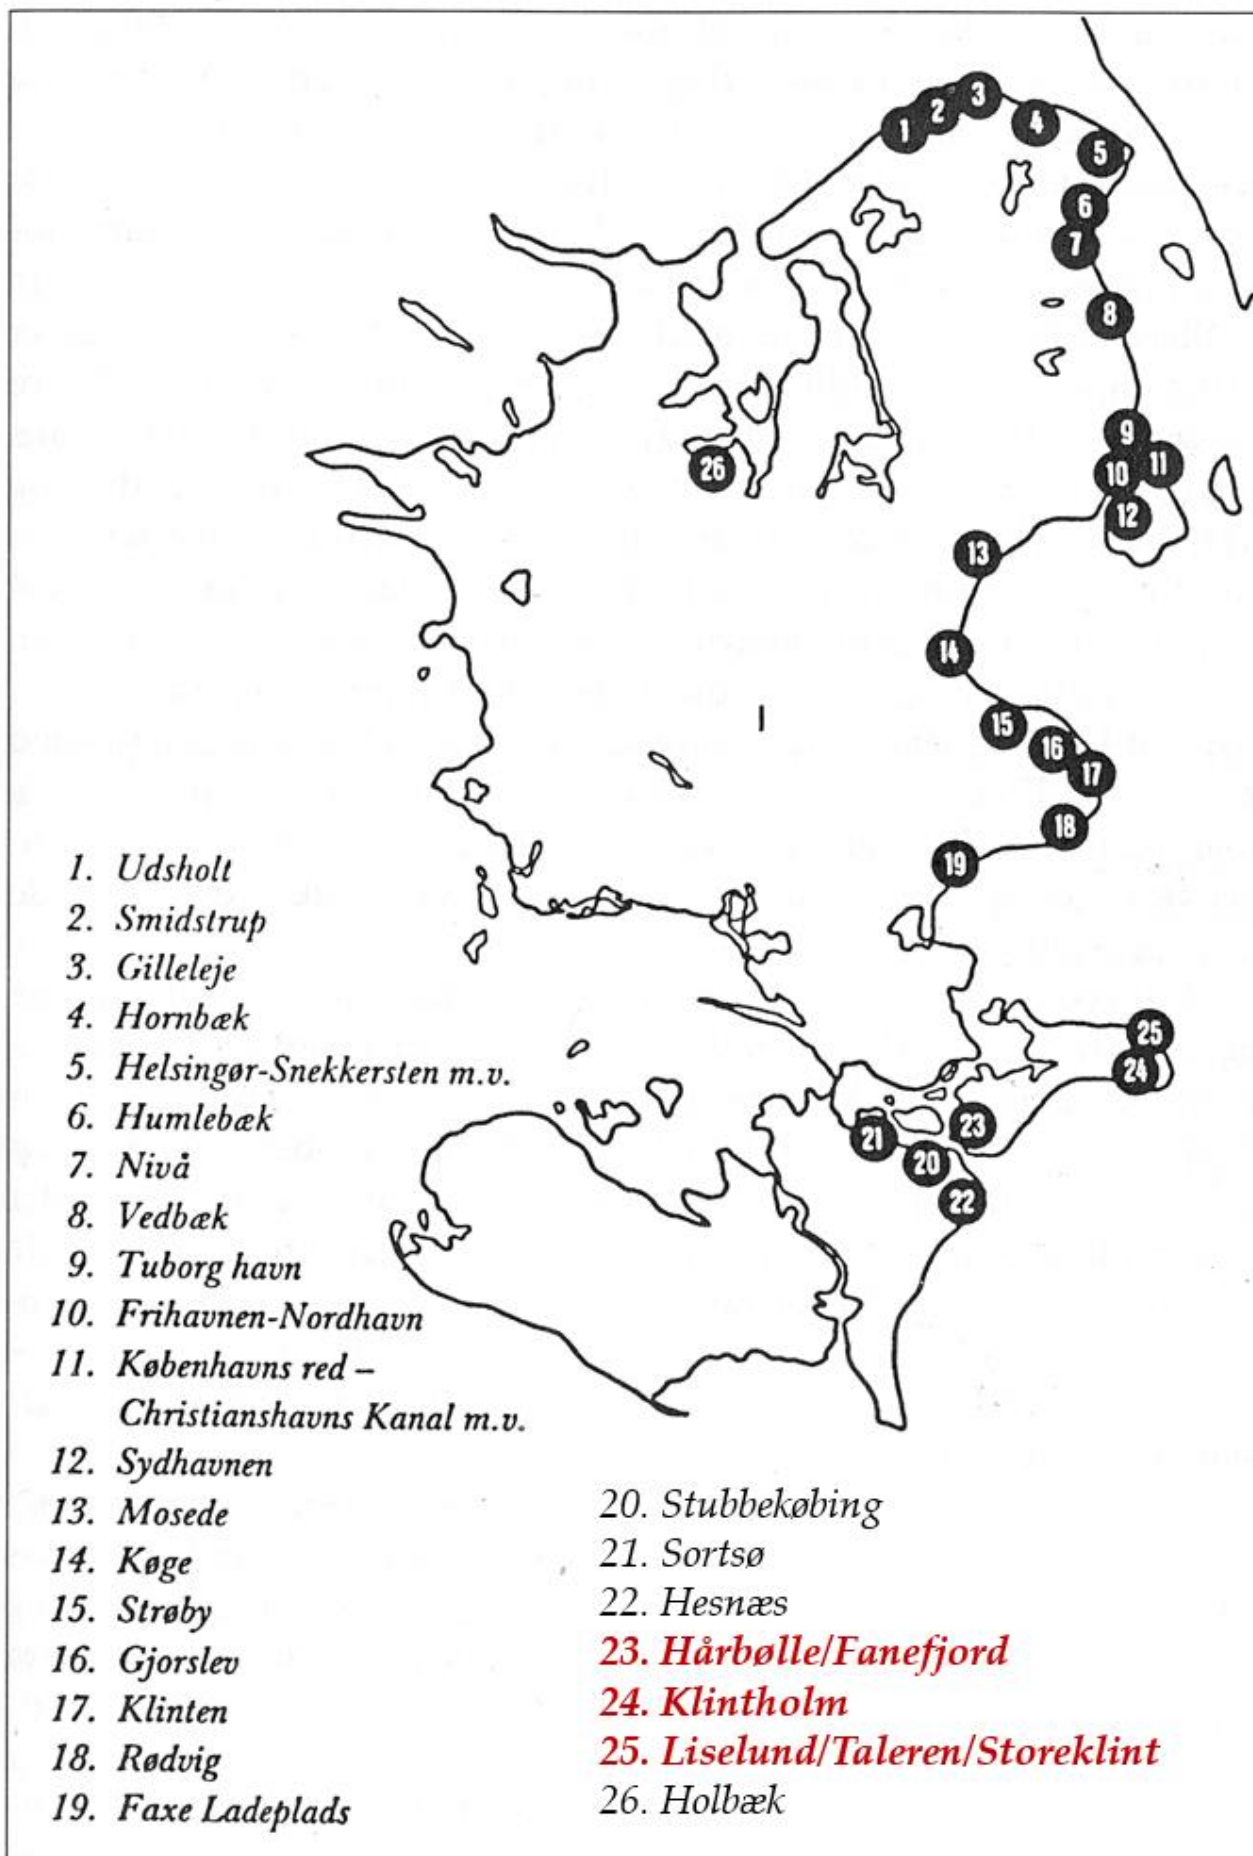 1
2
3
4
5
6
7
8
9
10
11
12
13
14
15
16
17
18
19
20
21
22
23
24
25
26
1. Udsholt
2. Smidstrup
3. Gilleleje
4. Hornbæk
5. Helsingør-Snekkersten m.v.
6. Humlebæk
7. Nivå
8. Vedbæk
9. Tuborg havn
10. Frihavnen-Nordhavn
11. Københavns red –
Christianshavns Kanal m.v.
12. Sydhavnen
13. Mosede
14. Køge
15. Strøby
16. Gjorslev
17. Klinten
18. Rødvig
19. Faxe Ladeplads
20. Stubbekøbing
21. Sortsø
22. Hesnæs
23. Hårbølle/Fanefjord
24. Klintholm
25. Liselund/Taleren/Storeklint
26. Holbæk